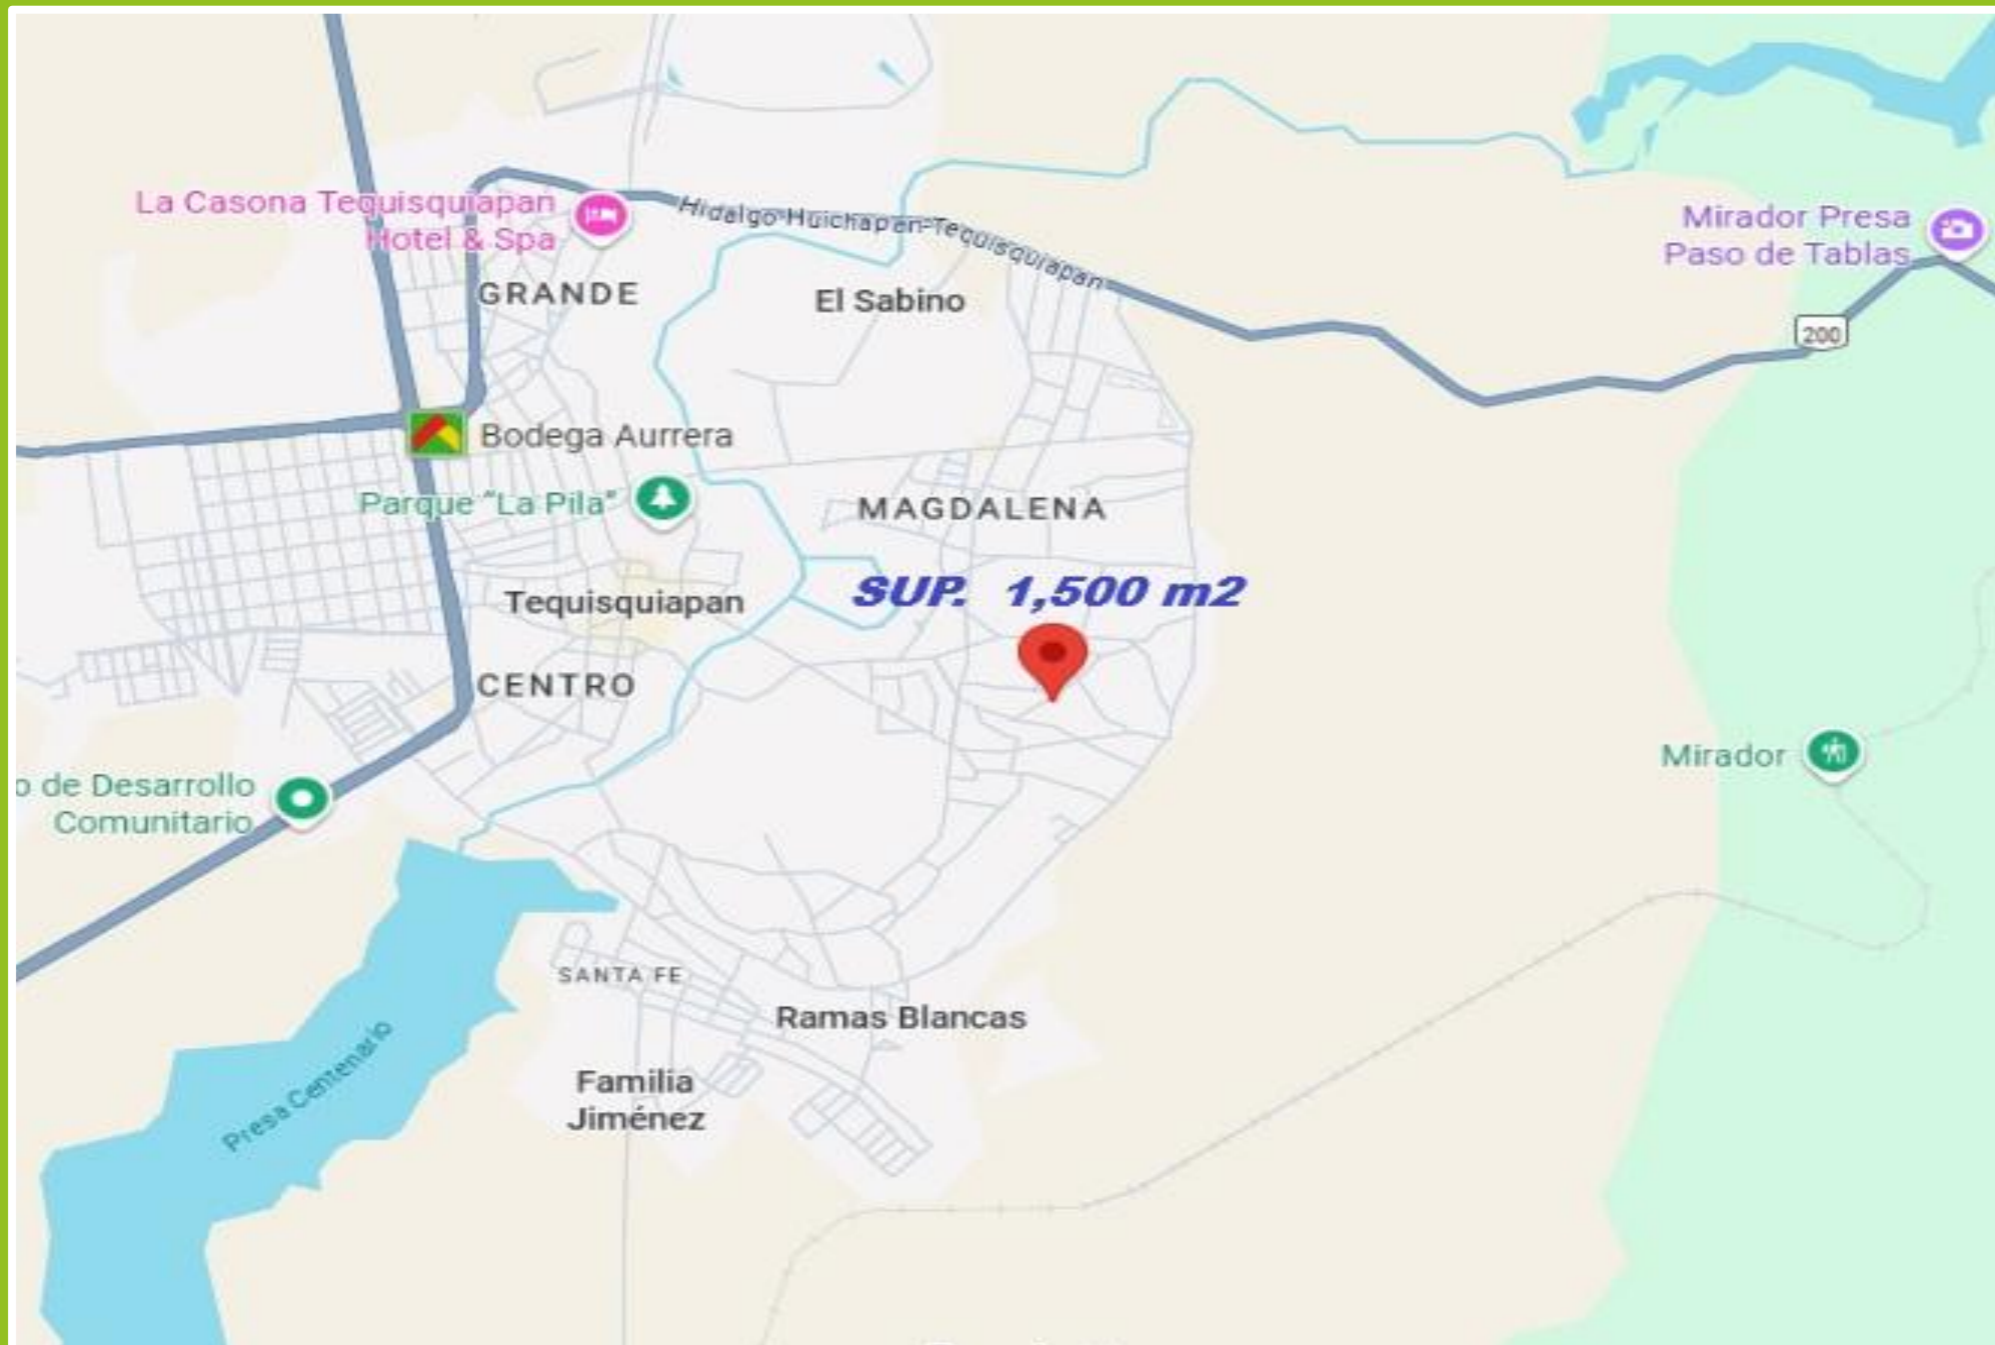 La Casona Tequisquiapan
Hotel & Spa
Hidalgo-Huichapan-Tequisquiapan
Mirador Presa
Paso de Tablas
GRANDE
El Sabino
200
Bodega Aurrera
Parque "La Pila"
MAGDALENA
SUP. 1,500 m2
Tequisquiapan
CENTRO
Mirador
o de Desarrollo
Comunitario
SANTA FE
Ramas Blancas
Presa Centenario
Familia
Jiménez